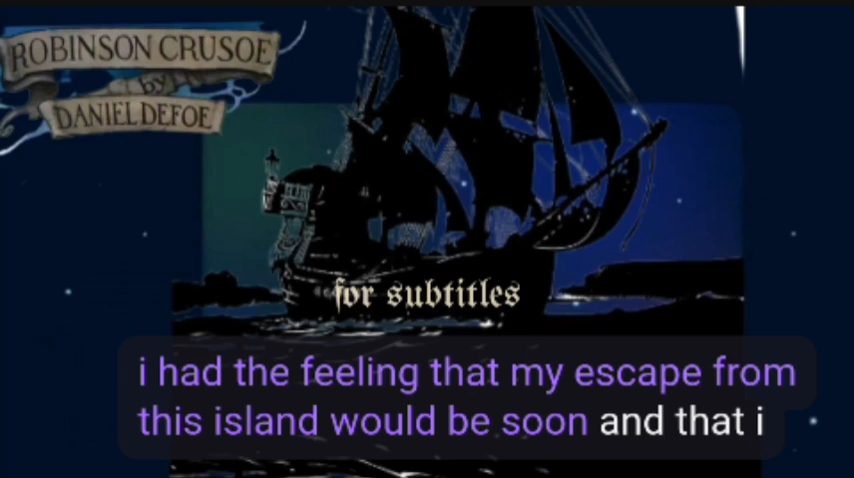 ROBINSON CRUSOE
by
DANIEL DEFOE
for subtitles
i had the feeling that my escape from
this island would be soon and that i